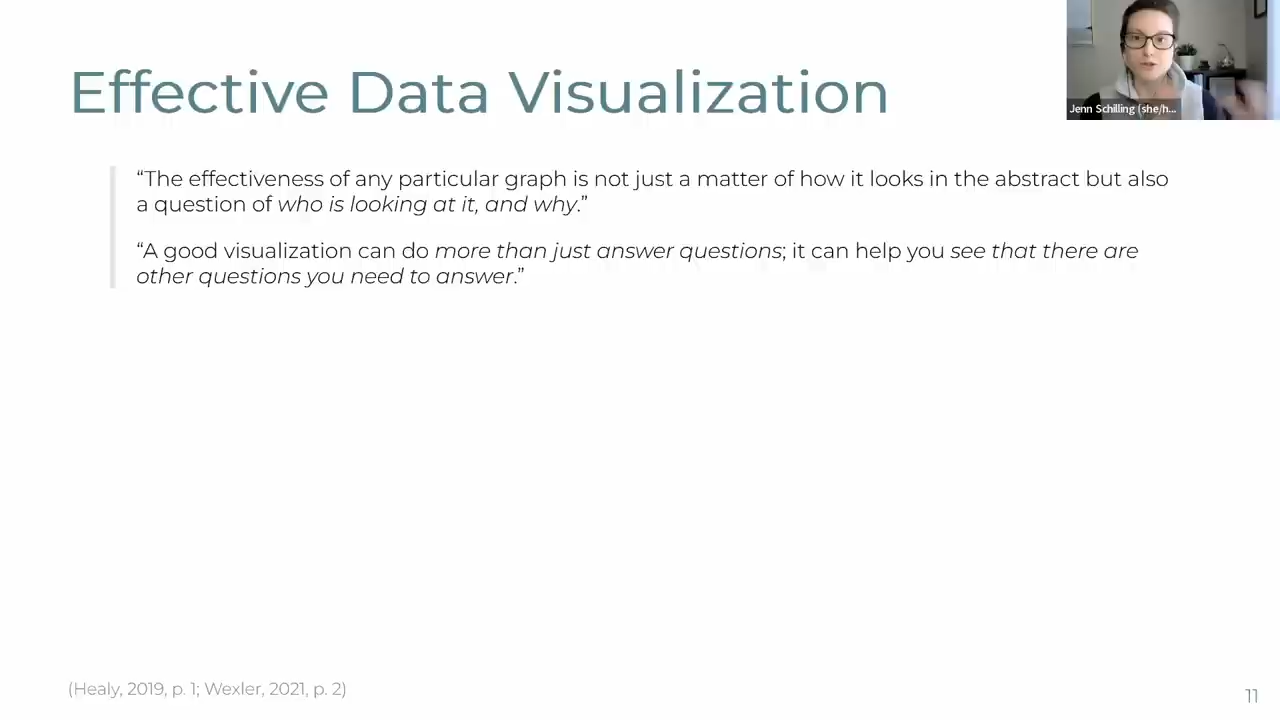 Effective Data Visualization
Jenn Schilling (she/h...
“The effectiveness of any particular graph is not just a matter of how it looks in the abstract but also
a question of who is looking at it, and why.”
“A good visualization can do more than just answer questions; it can help you see that there are
other questions you need to answer.”
(Healy, 2019, p. 1; Wexler, 2021, p. 2)
11